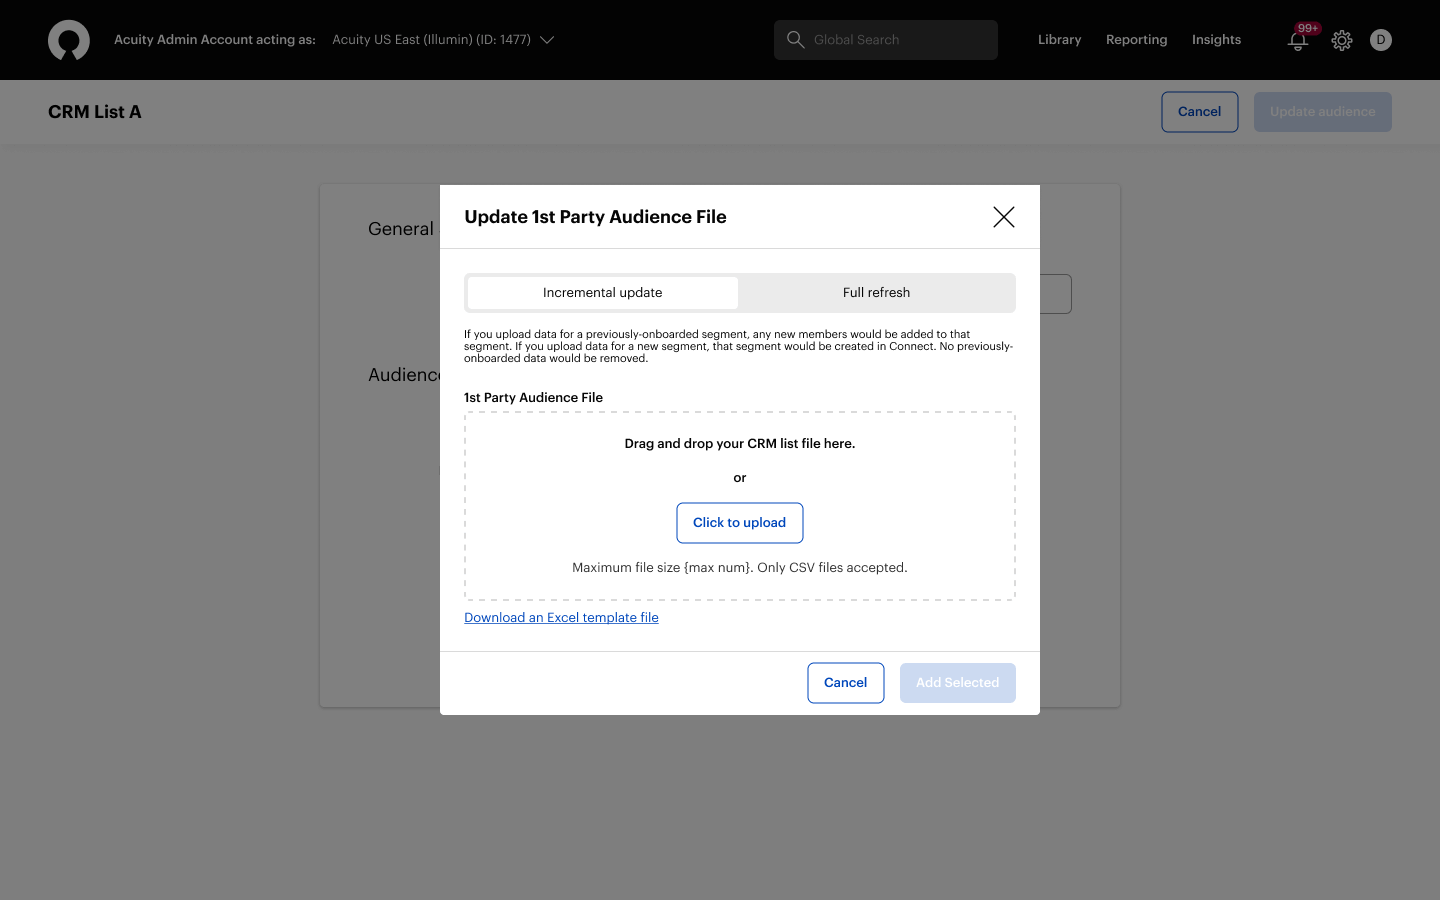 Acuity Admin Account acting as: Acuity US East (Illumin) (ID: 1477)
Global Search
Library Reporting Insights
99+
D
CRM List A
Cancel Update audience
General
Update 1st Party Audience File
Incremental update Full refresh
If you upload data for a previously-onboarded segment, any new members would be added to that
segment. If you upload data for a new segment, that segment would be created in Connect. No previously-
onboarded data would be removed.
Audienc
1st Party Audience File
Drag and drop your CRM list file here.
or
Click to upload
Maximum file size {max num}. Only CSV files accepted.
Download an Excel template file
Cancel Add Selected